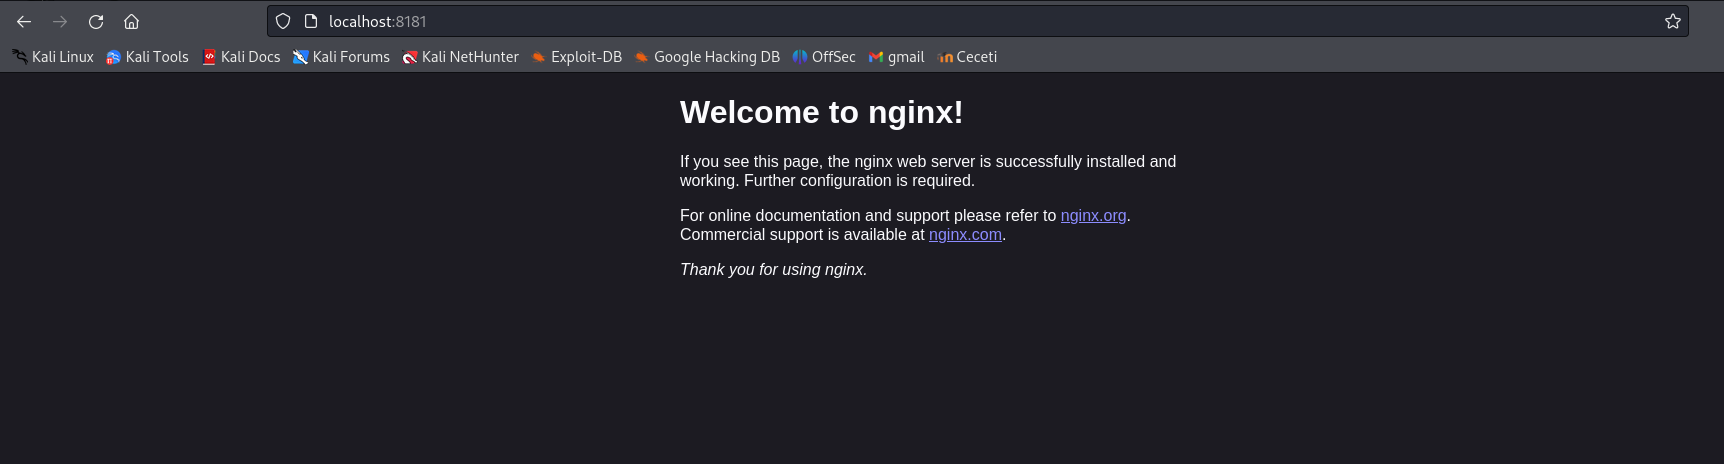 localhost:8181
Kali Linux Kali Tools Kali Docs Kali Forums Kali NetHunter Exploit-DB Google Hacking DB OffSec gmail Ceceti
Welcome to nginx!
If you see this page, the nginx web server is successfully installed and
working. Further configuration is required.
For online documentation and support please refer to nginx.org.
Commercial support is available at nginx.com.
Thank you for using nginx.